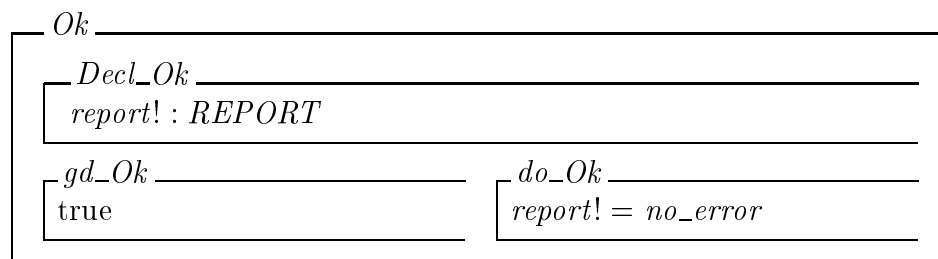 Ok
Decl_Ok
report! : REPORT
gd_Ok
true
do_Ok
report! = no_error